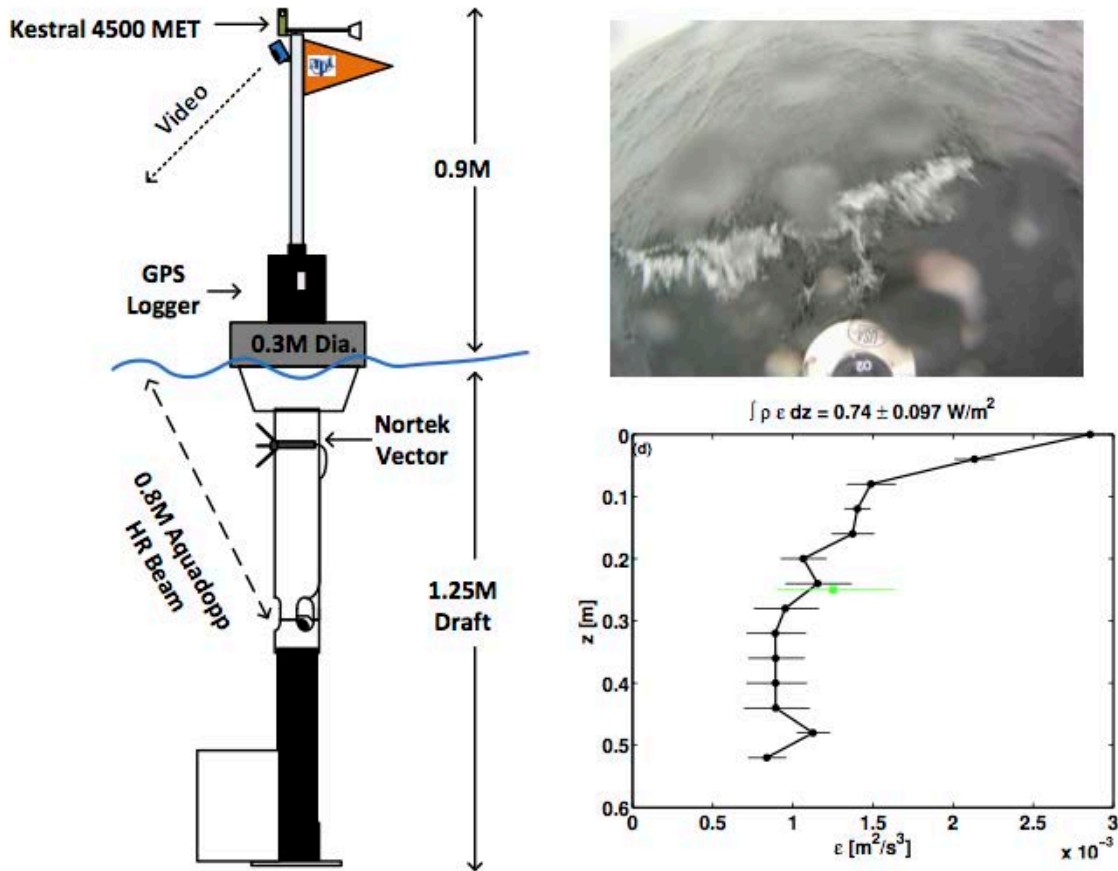 Kestral 4500 MET
Video
0.9M
GPS
Logger
0.3M Dia.
Nortek
Vector
0.8M Aquadopp
HR Beam
1.25M
Draft
USA
02
∫ ρ ε dz = 0.74 ± 0.097 W/m²
(d)
0
0.1
0.2
0.3
0.4
0.5
0.6
z [m]
0
0.5
1
1.5
2
2.5
3
ε [m²/s³]
x 10⁻³